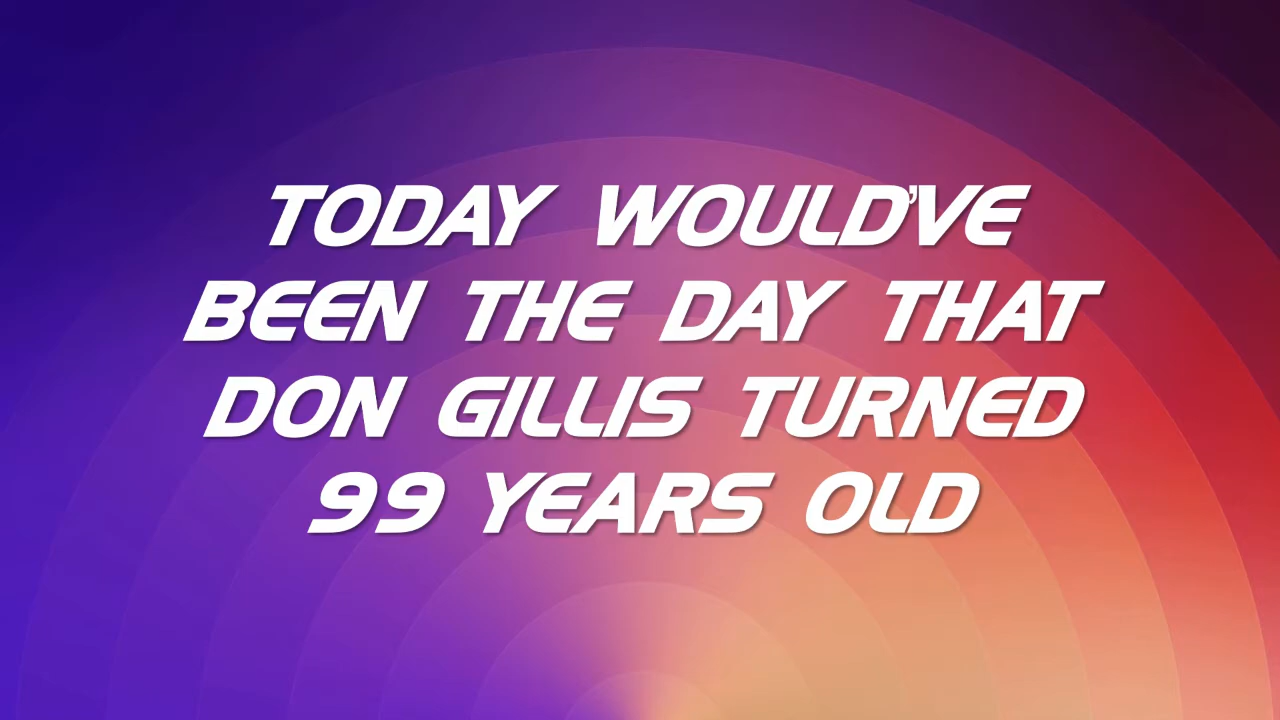 TODAY WOULD'VE
BEEN THE DAY THAT
DON GILLIS TURNED
99 YEARS OLD